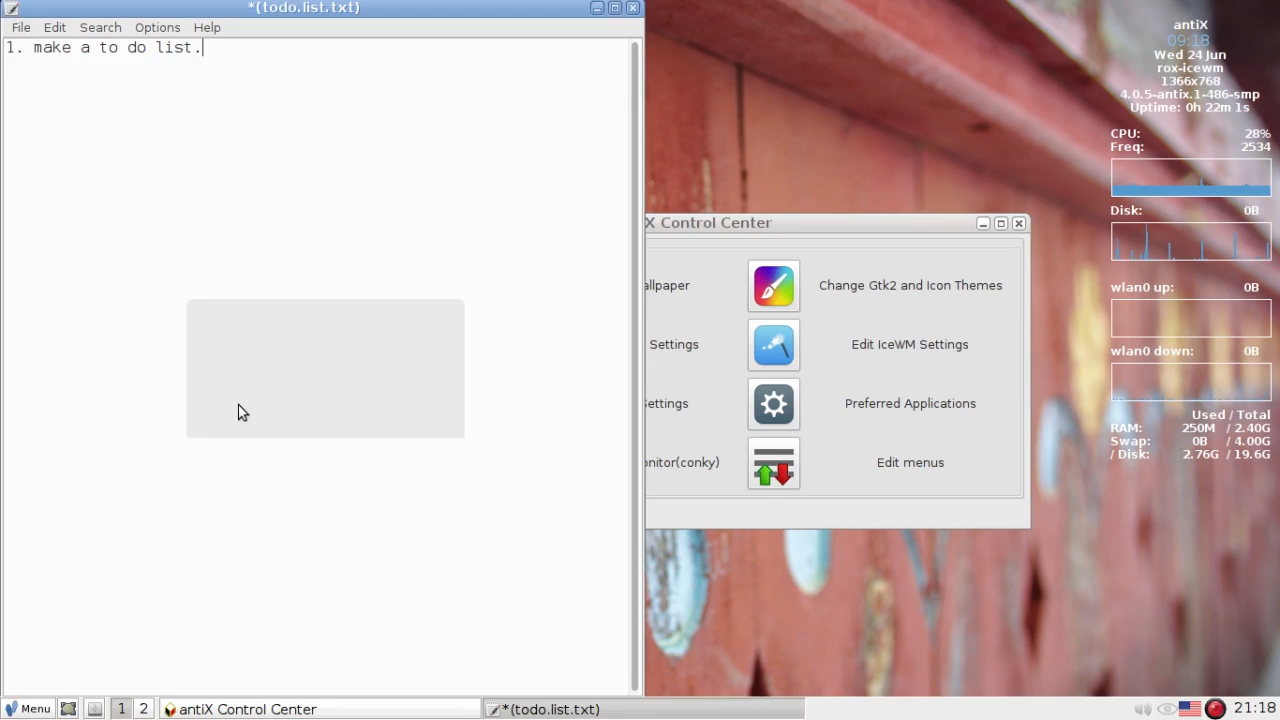 *(todo.list.txt)
File Edit Search Options Help
1. make a to do list.
X Control Center
allpaper
Change Gtk2 and Icon Themes
Settings
Edit IceWM Settings
Settings
Preferred Applications
nitor(conky)
Edit menus
antiX
09:18
Wed 24 Jun
rox-icewm
1366x768
4.0.5-antix.1-486-smp
Uptime: 0h 22m 1s
CPU: 28%
Freq: 2534
Disk: 0B
wlan0 up: 0B
wlan0 down: 0B
Used / Total
RAM: 250M / 2.40G
Swap: 0B / 4.00G
/ Disk: 2.76G / 19.6G
Menu 1 2 antiX Control Center *(todo.list.txt) 21:18